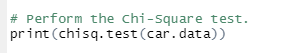 # Perform the Chi-Square test.
print(chisq.test(car.data))